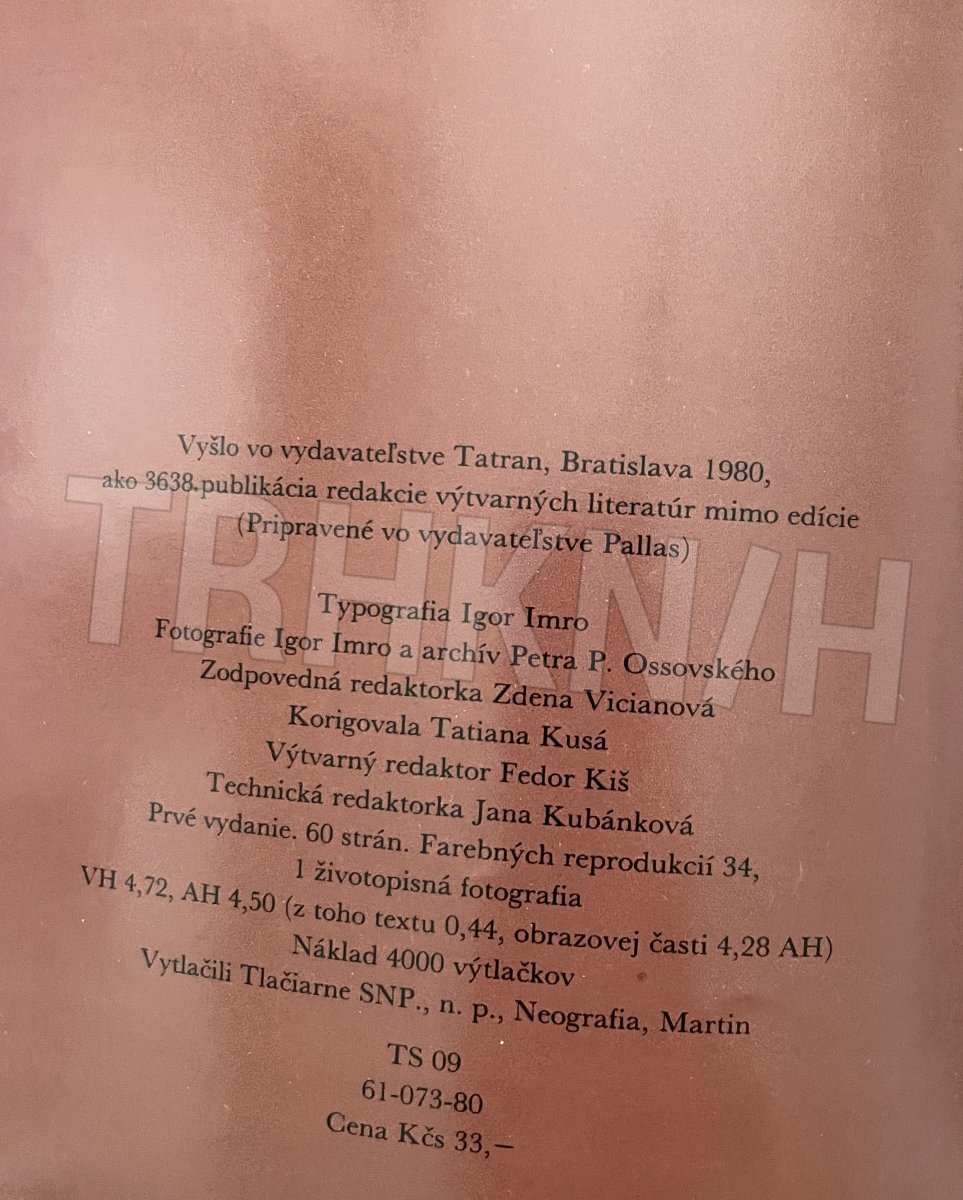 Vyšlo vo vydavateľstve Tatran, Bratislava 1980,
ako 3638.publikácia redakcie výtvarných literatúr mimo edície
(Pripravené vo vydavateľstve Pallas)
TRHKNIH
Typografia Igor Imro
Fotografie Igor Imro a archív Petra P. Ossovského
Zodpovedná redaktorka Zdena Vicianová
Korigovala Tatiana Kusá
Výtvarný redaktor Fedor Kiš
Technická redaktorka Jana Kubánková
Prvé vydanie. 60 strán. Farebných reprodukcií 34,
1 životopisná fotografia
VH 4,72, AH 4,50 (z toho textu 0,44, obrazovej časti 4,28 AH)
Náklad 4000 výtlačkov
Vytlačili Tlačiarne SNP., n. p., Neografia, Martin
TS 09
61-073-80
Cena Kčs 33,—